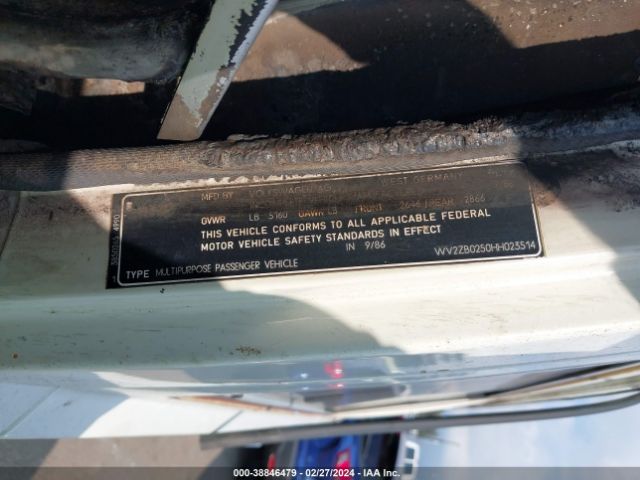 MFD BY VOLKSWAGEN AG WEST GERMANY
GVWR LB 5160 GAWR LB FRONT REAR 2866
THIS VEHICLE CONFORMS TO ALL APPLICABLE FEDERAL
MOTOR VEHICLE SAFETY STANDARDS IN EFFECT
IN 9/86
TYPE MULTIPURPOSE PASSENGER VEHICLE
WV2ZB0250HH023514
000-38846479 | 02/27/2024 | IAA Inc.